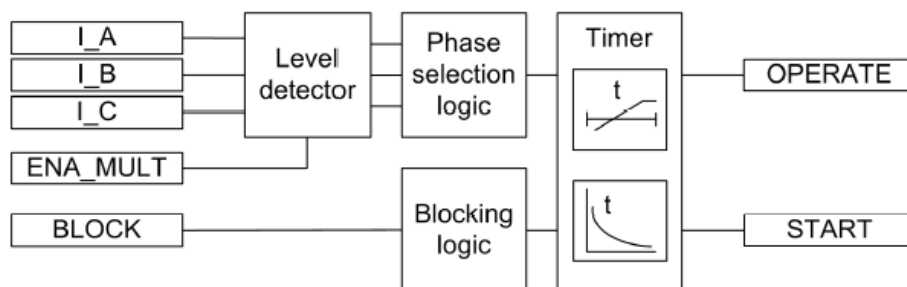 I_A
I_B
I_C
ENA_MULT
BLOCK
Level
detector
Phase
selection
logic
Blocking
logic
Timer
t
t
OPERATE
START